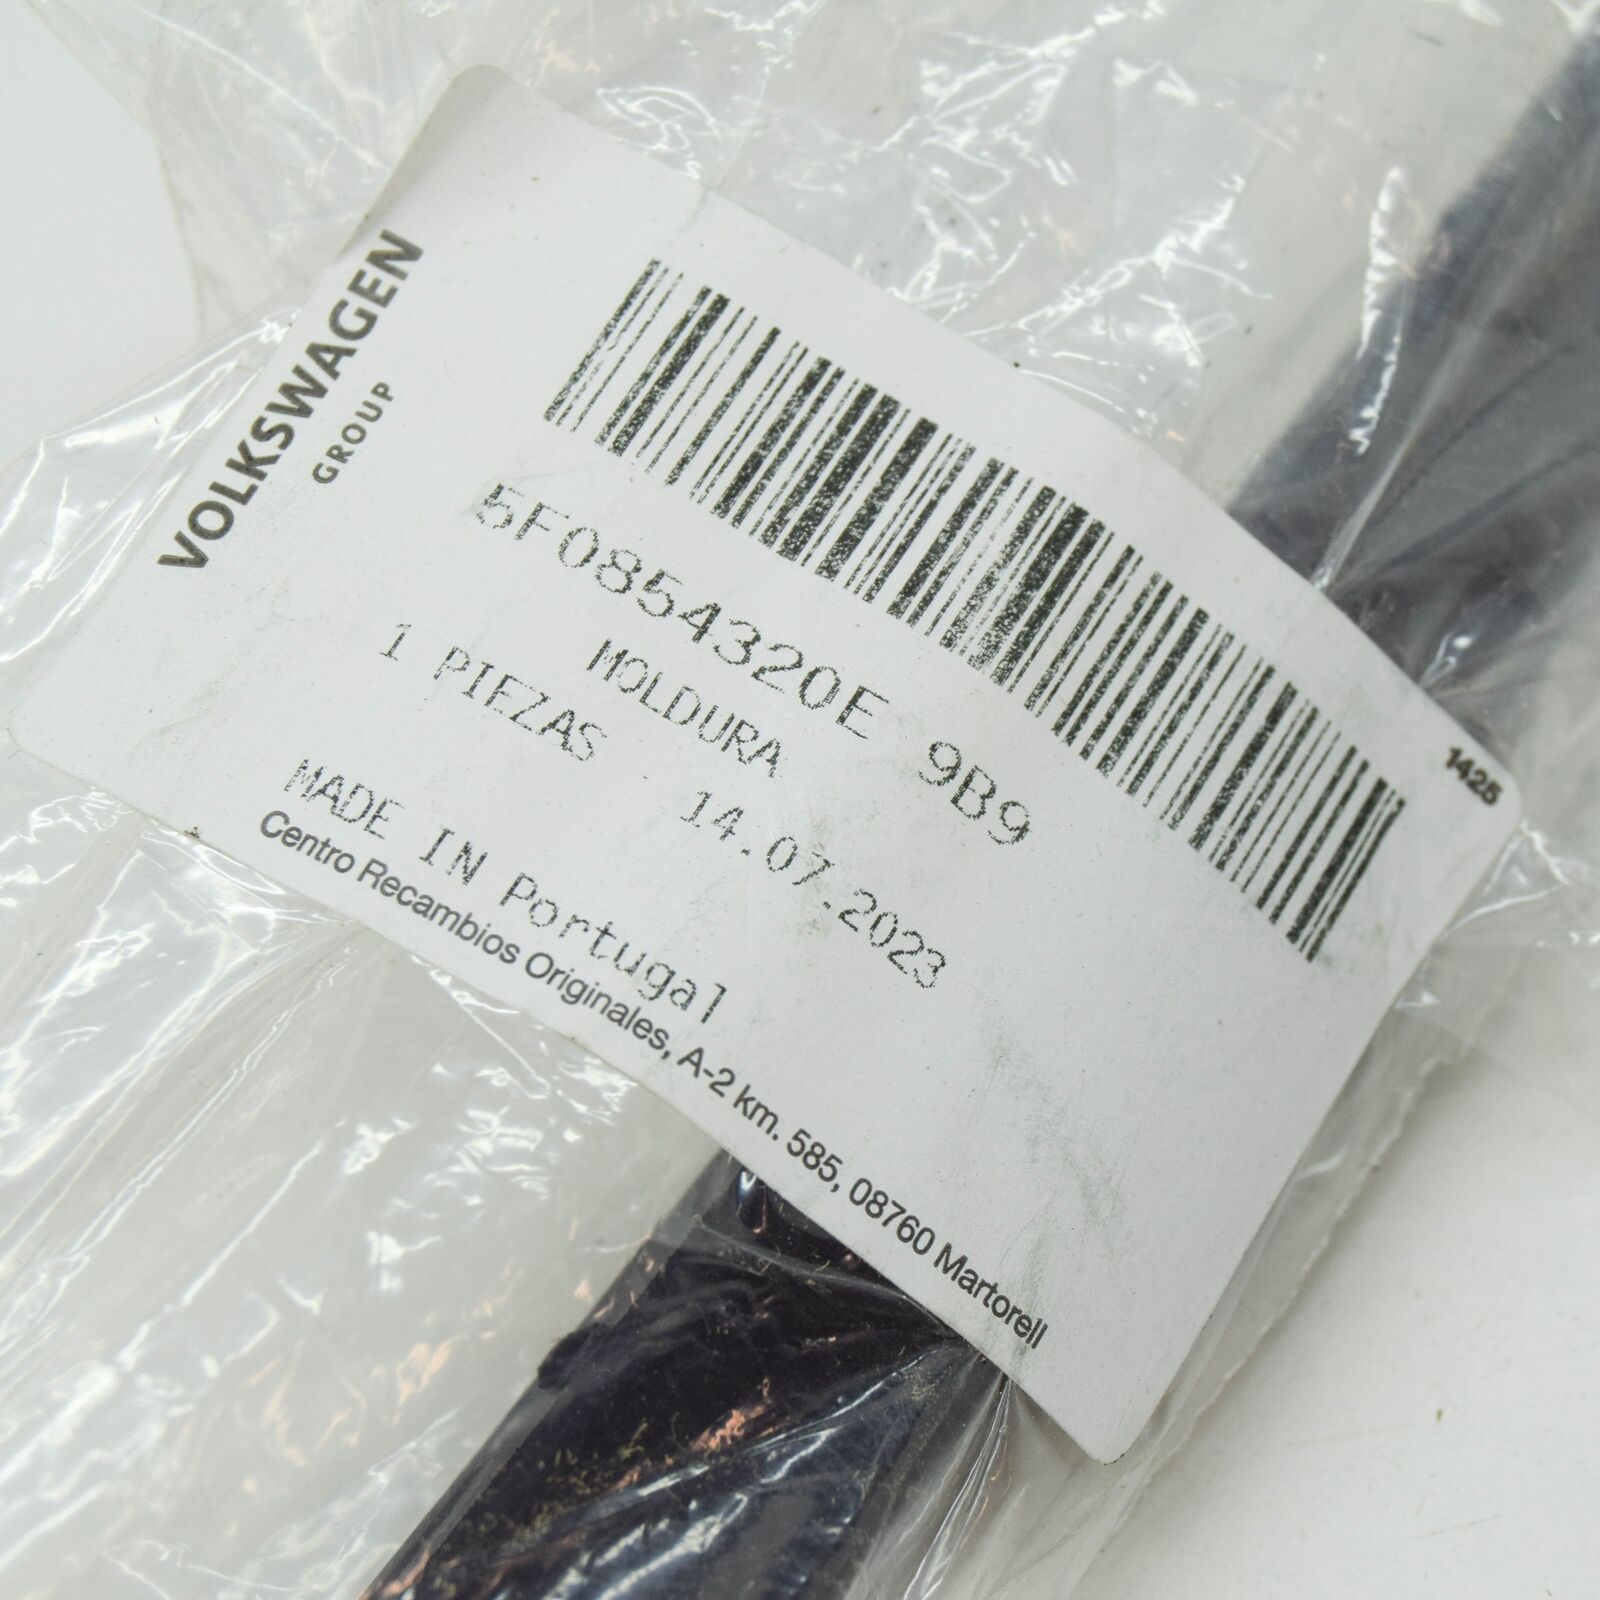 VOLKSWAGEN
GROUP
1425
5F0854320E 9B9
MOLDURA
1 PIEZAS 14.07.2023
MADE IN Portugal
Centro Recambios Originales, A-2 km. 585, 08760 Martorell